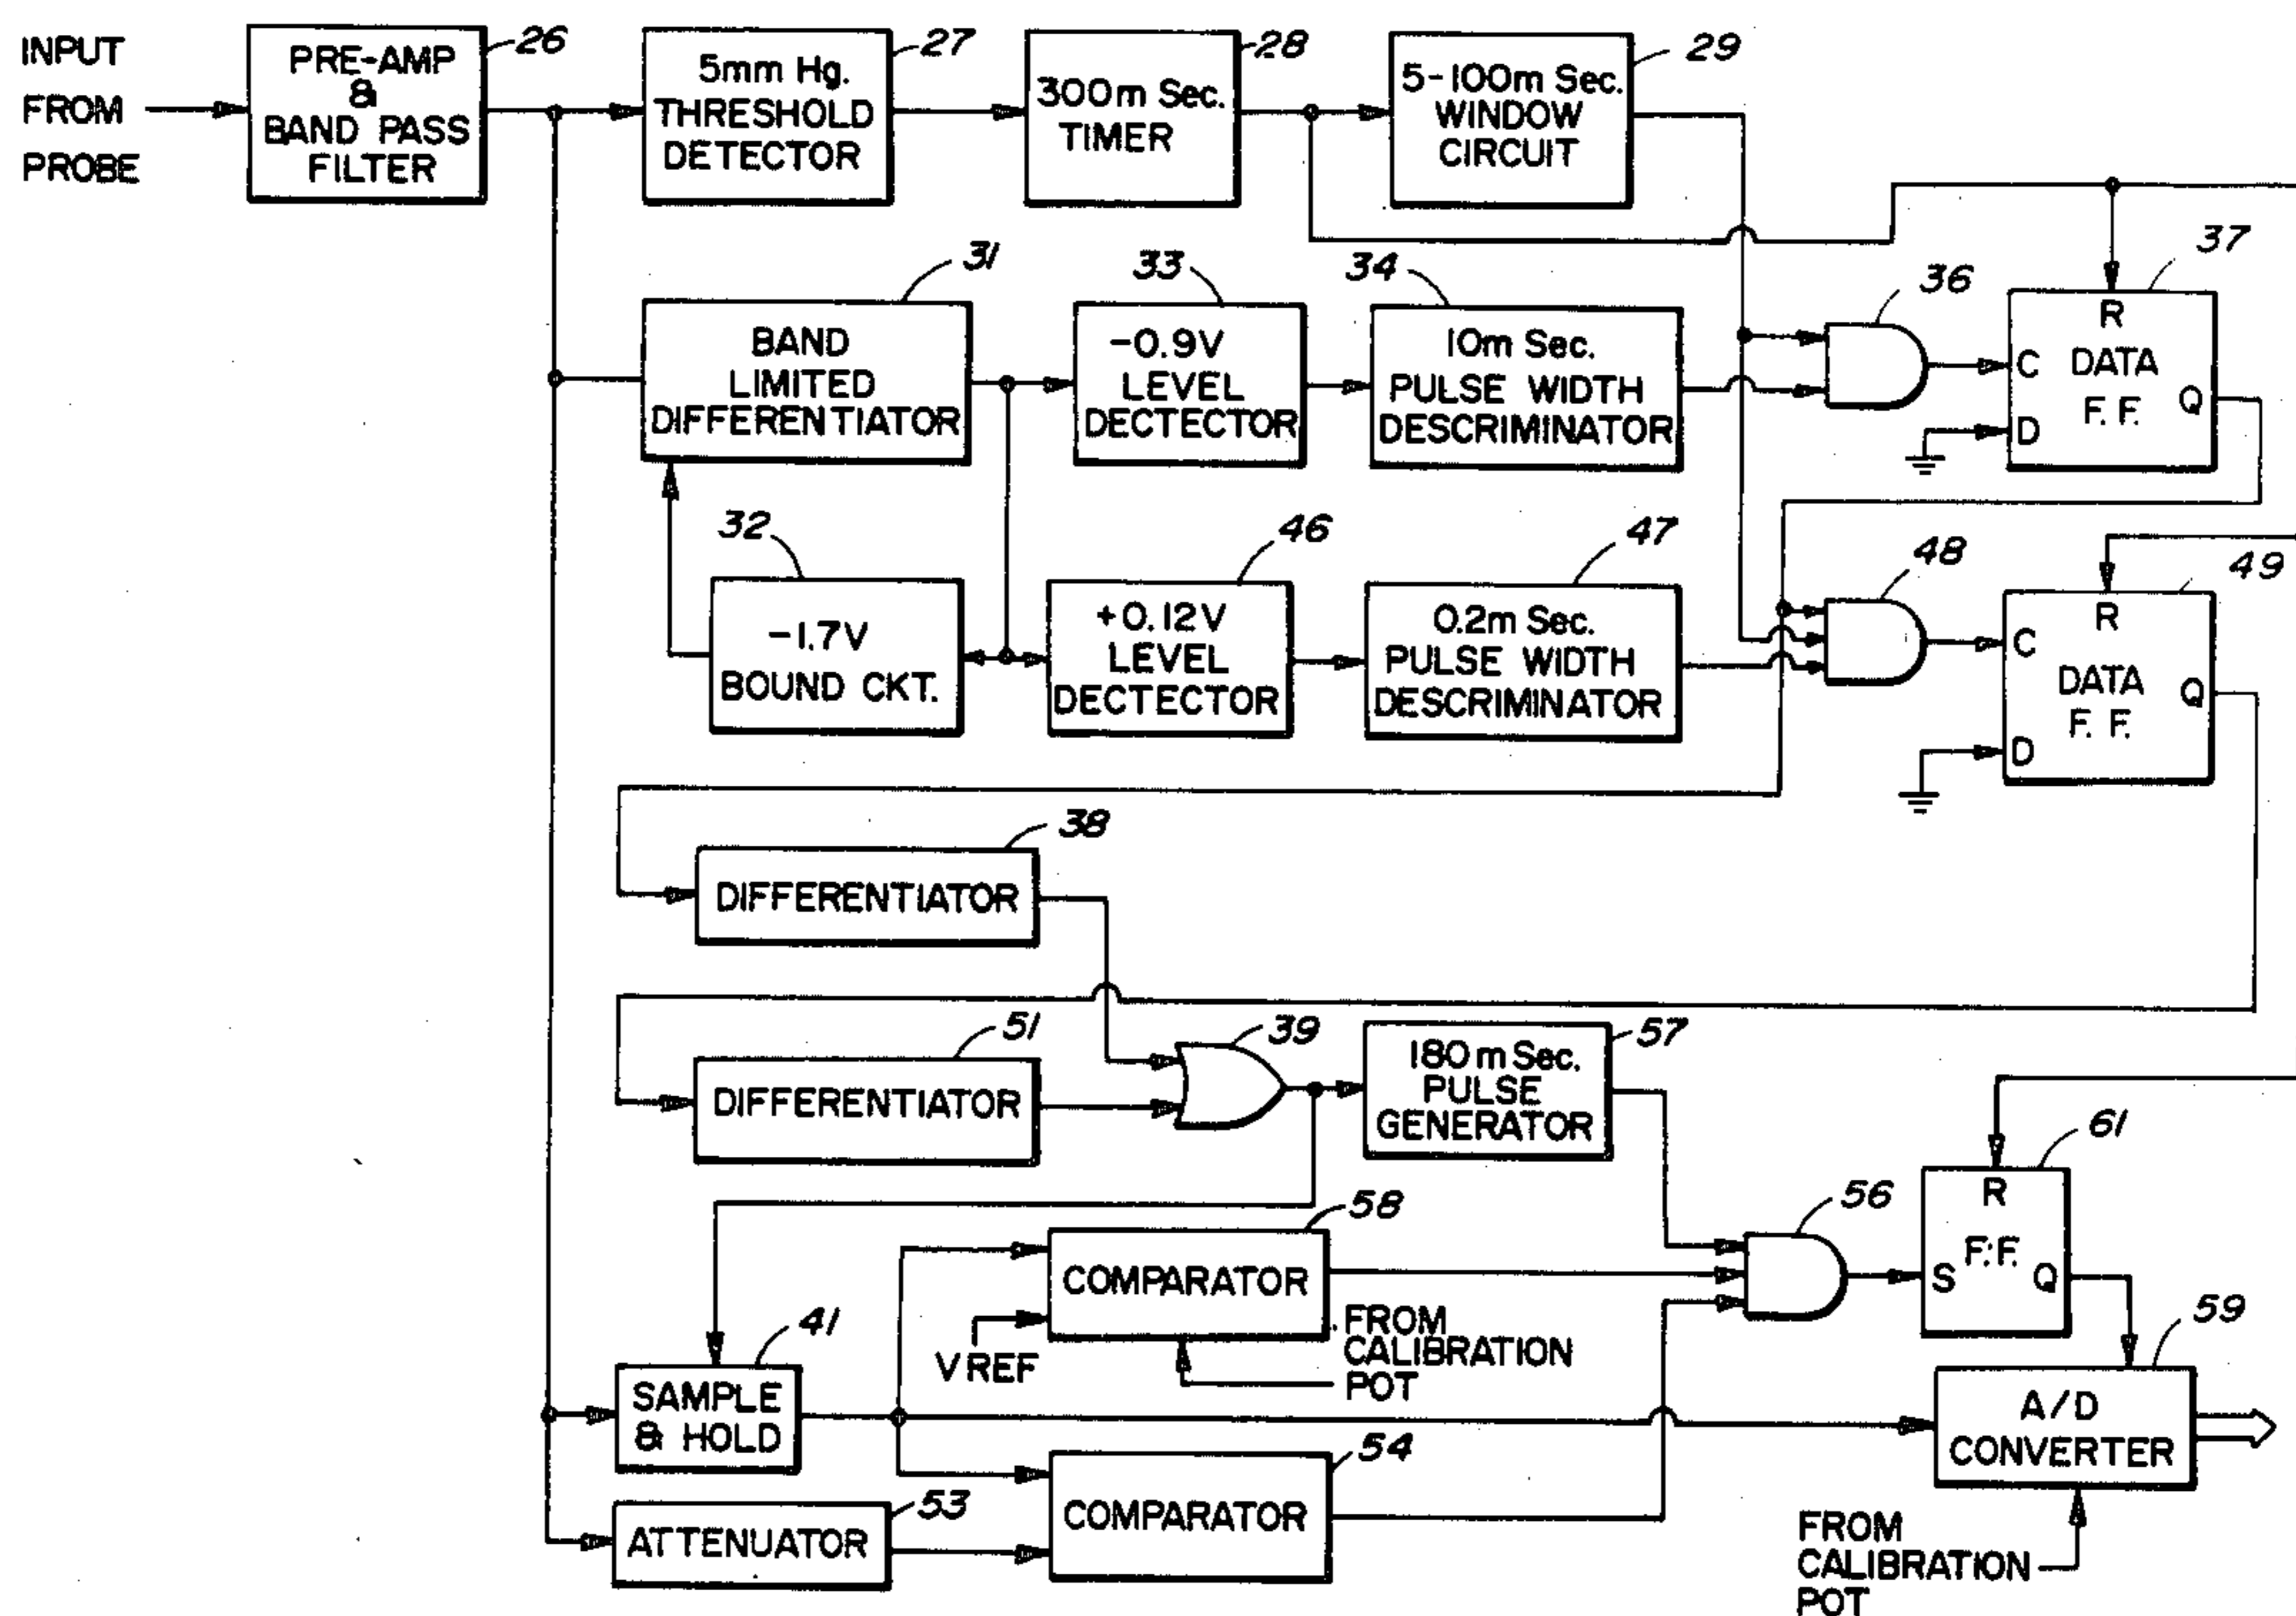 INPUT
FROM
PROBE
PRE-AMP
&
BAND PASS
FILTER
26
5mm Hg.
THRESHOLD
DETECTOR
27
300m Sec.
TIMER
28
5-100m Sec.
WINDOW
CIRCUIT
29
BAND
LIMITED
DIFFERENTIATOR
31
-0.9V
LEVEL
DECTECTOR
33
10m Sec.
PULSE WIDTH
DESCRIMINATOR
34
36
R
C DATA
F. F. Q
D
37
-1.7V
BOUND CKT.
32
+0.12V
LEVEL
DECTECTOR
46
0.2m Sec.
PULSE WIDTH
DESCRIMINATOR
47
48
R
C
DATA Q
F. F.
D
49
DIFFERENTIATOR
38
DIFFERENTIATOR
51
39
180m Sec.
PULSE
GENERATOR
57
COMPARATOR
58
V REF
FROM
CALIBRATION
POT
56
R
F.F.
S Q
61
SAMPLE
& HOLD
41
COMPARATOR
54
ATTENUATOR
53
A/D
CONVERTER
59
FROM
CALIBRATION
POT